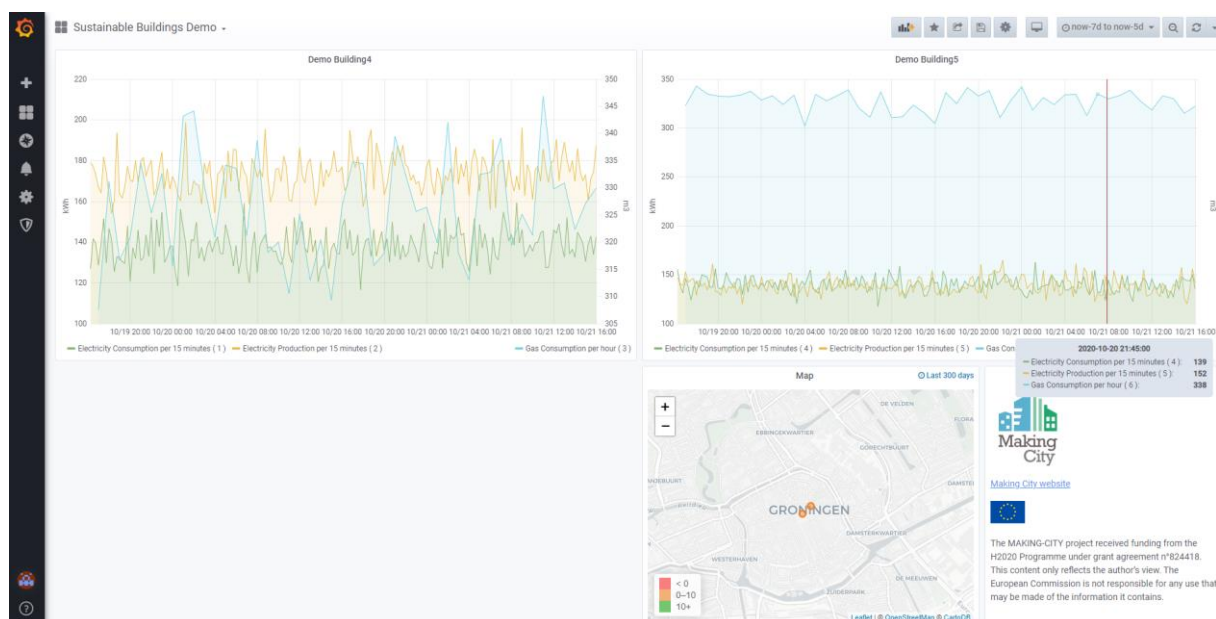 Sustainable Buildings Demo
now-7d to now-5d
Demo Building4
220
200
180
160
140
120
100
kWh
350
345
340
335
330
325
320
315
310
305
m3
10/19 20:00 10/20 00:00 10/20 04:00 10/20 08:00 10/20 12:00 10/20 16:00 10/20 20:00 10/21 00:00 10/21 04:00 10/21 08:00 10/21 12:00 10/21 16:00
Electricity Consumption per 15 minutes ( 1 ) Electricity Production per 15 minutes ( 2 ) Gas Consumption per hour ( 3 )
Demo Building5
350
300
250
200
150
100
kWh
m3
10/19 20:00 10/20 00:00 10/20 04:00 10/20 08:00 10/20 12:00 10/20 16:00 10/20 20:00 10/21 00:00 10/21 04:00 10/21 08:00 10/21 12:00 10/21 16:00
Electricity Consumption per 15 minutes ( 4 ) Electricity Production per 15 minutes ( 5 ) Gas Con
2020-10-20 21:45:00
Electricity Consumption per 15 minutes ( 4 ): 139
Electricity Production per 15 minutes ( 5 ): 152
Gas Consumption per hour ( 6 ): 338
Map
Last 300 days
+
−
DE VELDEN
FLORA
EBBINGEKWARTIER
GORECHTBUURT
DAMSTE
GRONINGEN
DAMSTERKWARTIER
WESTERHAVEN
DE MEEUWEN
ZUIDERPARK
< 0
0–10
10+
Leaflet | © OpenStreetMap © CartoDB
Making
City
Making City website
The MAKING-CITY project received funding from the
H2020 Programme under grant agreement n°824418.
This content only reflects the author's view. The
European Commission is not responsible for any use that
may be made of the information it contains.